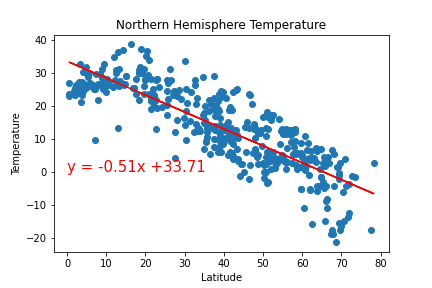 Northern Hemisphere Temperature
40
30
20
10
0
−10
−20
Temperature
y = -0.51x +33.71
0 10 20 30 40 50 60 70 80
Latitude